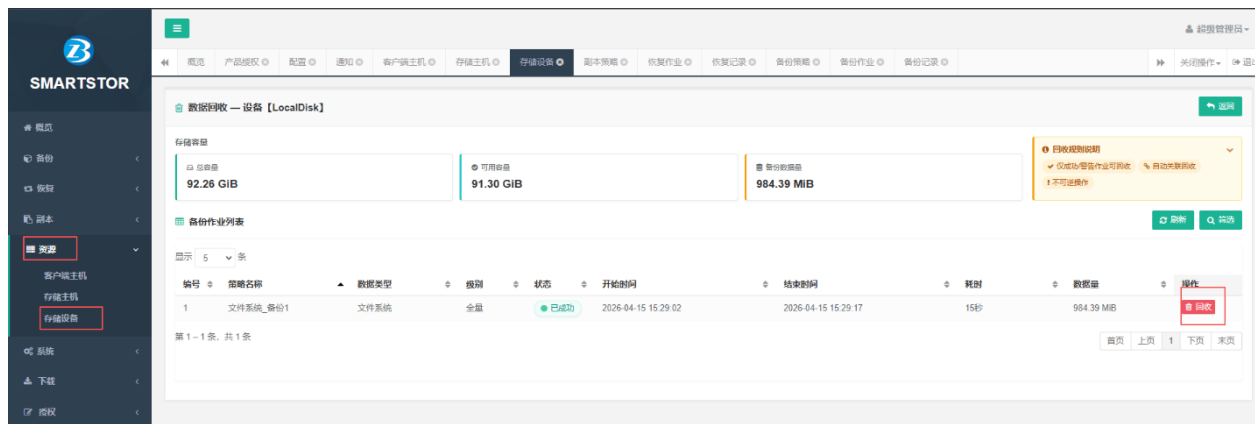 超级管理员
SMARTSTOR
概览 产品授权 配置 通知 客户端主机 存储主机 存储设备 副本策略 恢复作业 恢复记录 备份策略 备份作业 备份记录 关闭操作 退出
数据回收 — 设备【LocalDisk】 返回
概览
备份
恢复
副本
资源
客户端主机
存储主机
存储设备
系统
下载
授权
存储容量
总容量
92.26 GiB
可用容量
91.30 GiB
备份数据量
984.39 MiB
回收规则说明
仅成功/警告作业可回收 自动关联回收
不可逆操作
备份作业列表 刷新 筛选
显示 5 条
编号 策略名称 数据类型 级别 状态 开始时间 结束时间 耗时 数据量 操作
1 文件系统_备份1 文件系统 全量 已成功 2026-04-15 15:29:02 2026-04-15 15:29:17 15秒 984.39 MiB 回收
第 1 – 1 条, 共 1 条 首页 上页 1 下页 末页